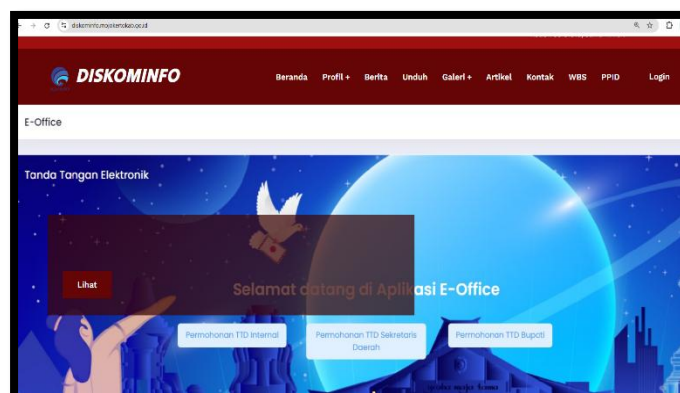 diskominfo.mojokertokab.go.id
DISKOMINFO
Beranda Profil + Berita Unduh Galeri + Artikel Kontak WBS PPID Login
E-Office
Tanda Tangan Elektronik
Lihat
Selamat datang di Aplikasi E-Office
Permohonan TTD Internal
Permohonan TTD Sekretaris
Daerah
Permohonan TTD Bupati